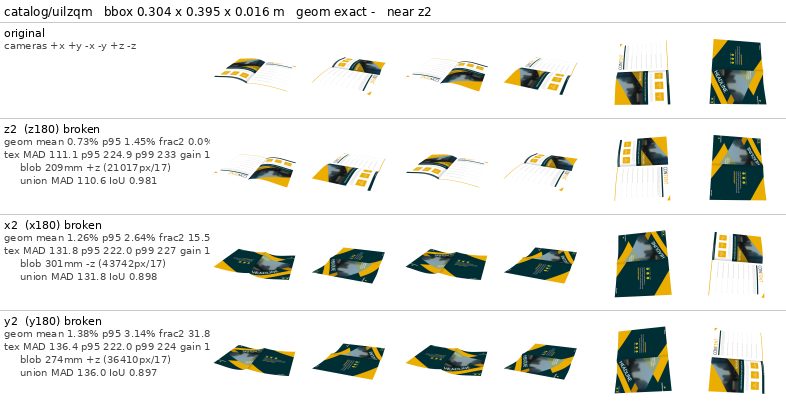 catalog/uilzqm   bbox 0.304 x 0.395 x 0.016 m   geom exact -   near z2
original
cameras +x +y -x -y +z -z
z2  (z180) broken
geom mean 0.73% p95 1.45% frac2 0.0%
tex MAD 111.1 p95 224.9 p99 233 gain 1
blob 209mm +z (21017px/17)
union MAD 110.6 IoU 0.981
x2  (x180) broken
geom mean 1.26% p95 2.64% frac2 15.5
tex MAD 131.8 p95 222.0 p99 227 gain 1
blob 301mm -z (43742px/17)
union MAD 131.8 IoU 0.898
HEADLINE
y2  (y180) broken
geom mean 1.38% p95 3.14% frac2 31.8
tex MAD 136.4 p95 222.0 p99 224 gain 1
blob 274mm +z (36410px/17)
union MAD 136.0 IoU 0.897
HEADLINE